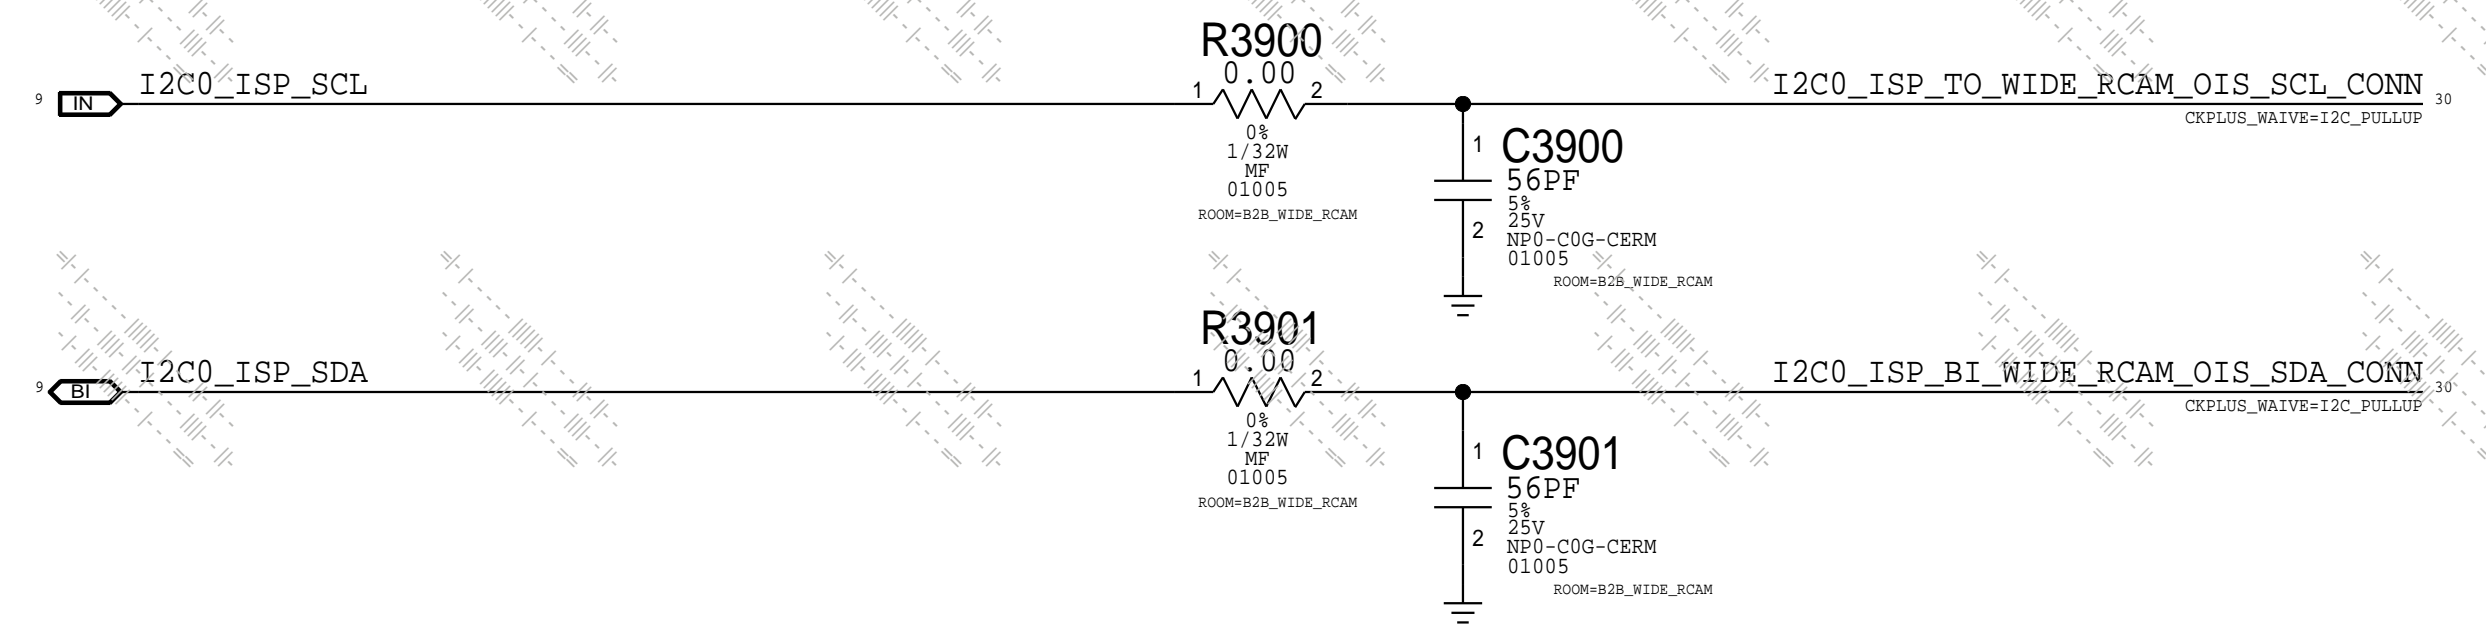 R3900
0.00
9 IN I2C0_ISP_SCL
1 2
I2C0_ISP_TO_WIDE_RCAM_OIS_SCL_CONN 30
CKPLUS_WAIVE=I2C_PULLUP
0%
1/32W
MF
01005
ROOM=B2B_WIDE_RCAM
1 C3900
56PF
5%
25V
2 NP0-C0G-CERM
01005
ROOM=B2B_WIDE_RCAM
R3901
0.00
9 BI I2C0_ISP_SDA
1 2
I2C0_ISP_BI_WIDE_RCAM_OIS_SDA_CONN 30
CKPLUS_WAIVE=I2C_PULLUP
0%
1/32W
MF
01005
ROOM=B2B_WIDE_RCAM
1 C3901
56PF
5%
25V
2 NP0-C0G-CERM
01005
ROOM=B2B_WIDE_RCAM